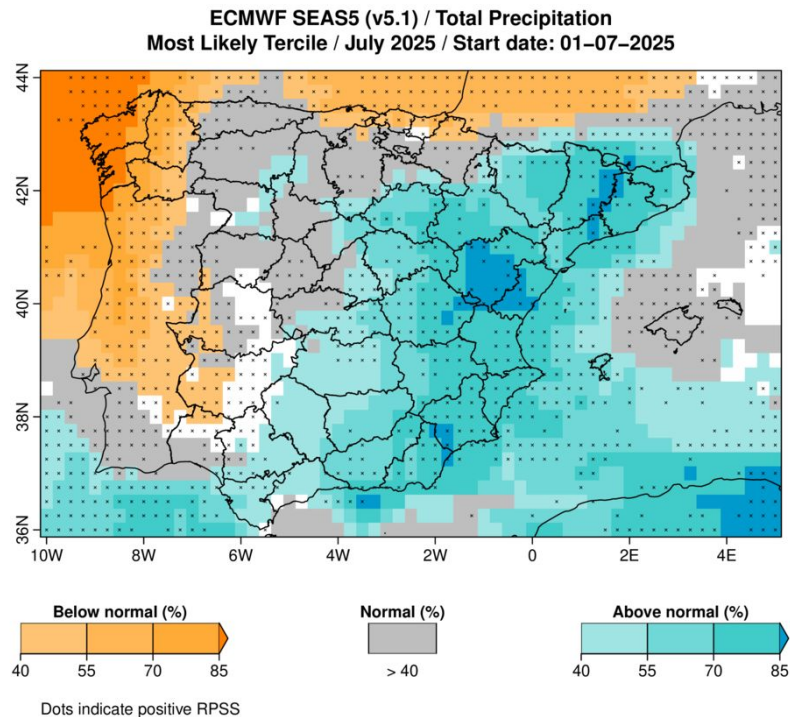 ECMWF SEAS5 (v5.1) / Total Precipitation
Most Likely Tercile / July 2025 / Start date: 01−07−2025
44N
42N
40N
38N
36N
10W 8W 6W 4W 2W 0 2E 4E
Below normal (%) Normal (%) Above normal (%)
40 55 70 85 > 40 40 55 70 85
Dots indicate positive RPSS